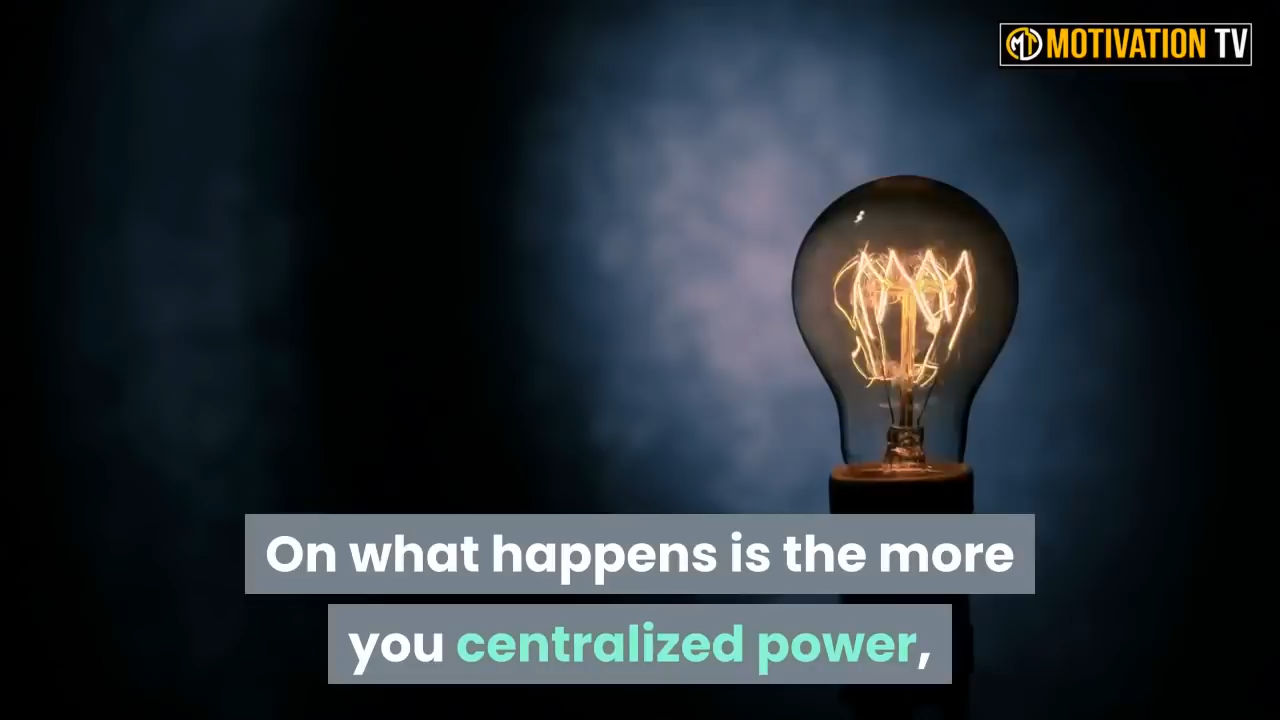 MOTIVATION TV
On what happens is the more
you centralized power,